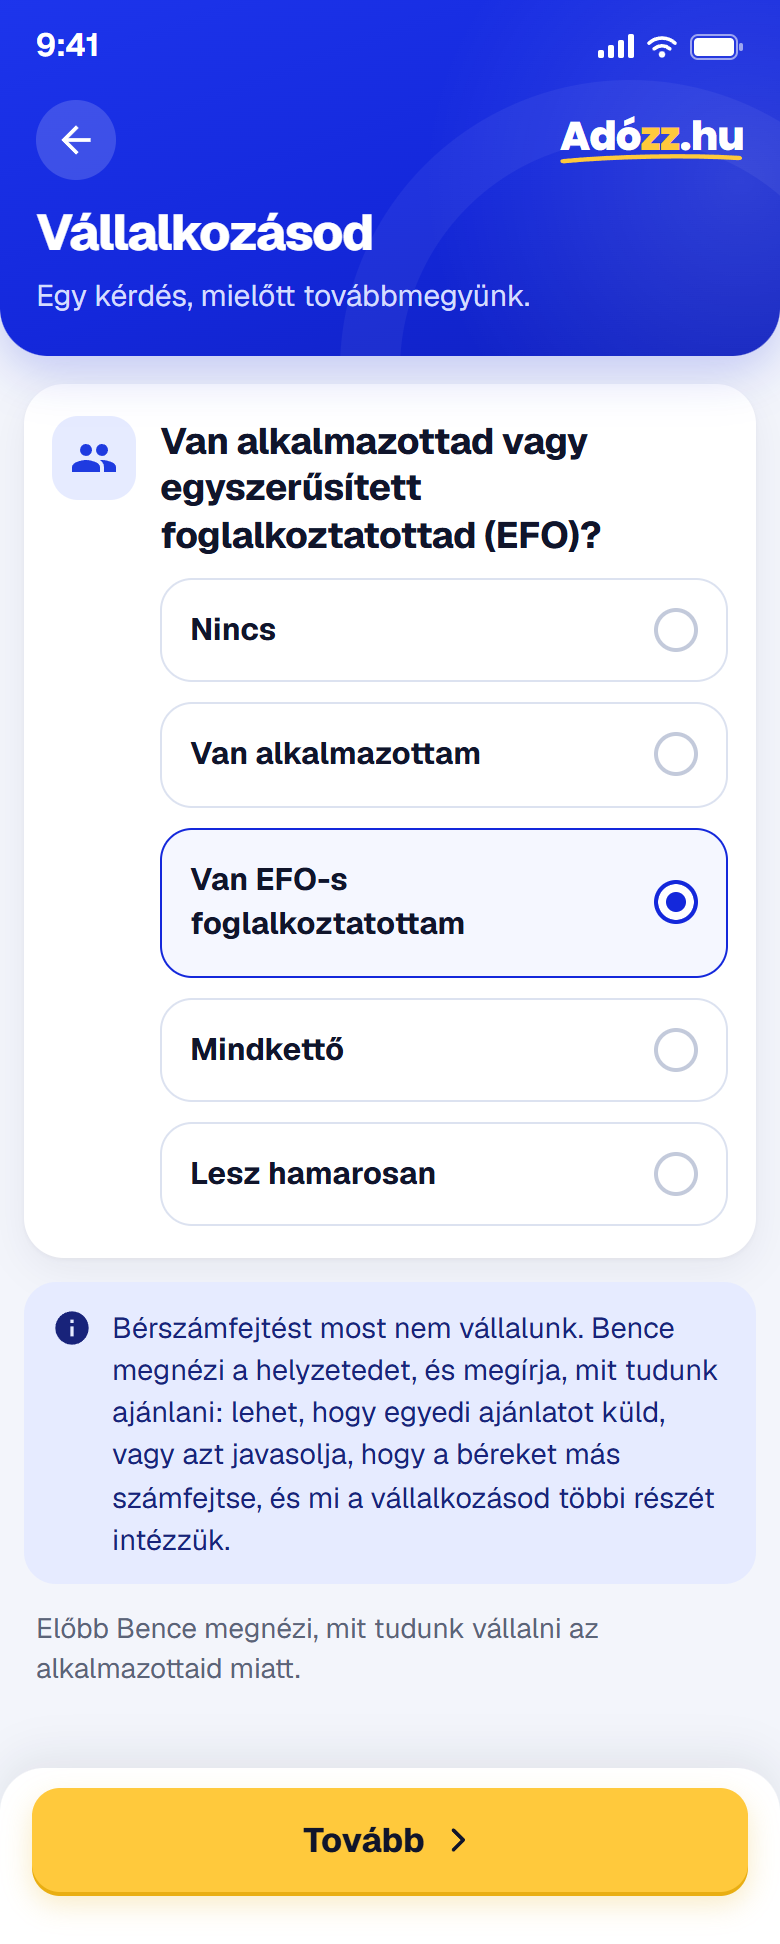 9:41
Adózz.hu
Vállalkozásod
Egy kérdés, mielőtt továbbmegyünk.
Van alkalmazottad vagy
egyszerűsített
foglalkoztatottad (EFO)?
Nincs
Van alkalmazottam
Van EFO-s
foglalkoztatottam
Mindkettő
Lesz hamarosan
Bérszámfejtést most nem vállalunk. Bence
megnézi a helyzetedet, és megírja, mit tudunk
ajánlani: lehet, hogy egyedi ajánlatot küld,
vagy azt javasolja, hogy a béreket más
számfejtse, és mi a vállalkozásod többi részét
intézzük.
Előbb Bence megnézi, mit tudunk vállalni az
alkalmazottaid miatt.
Tovább